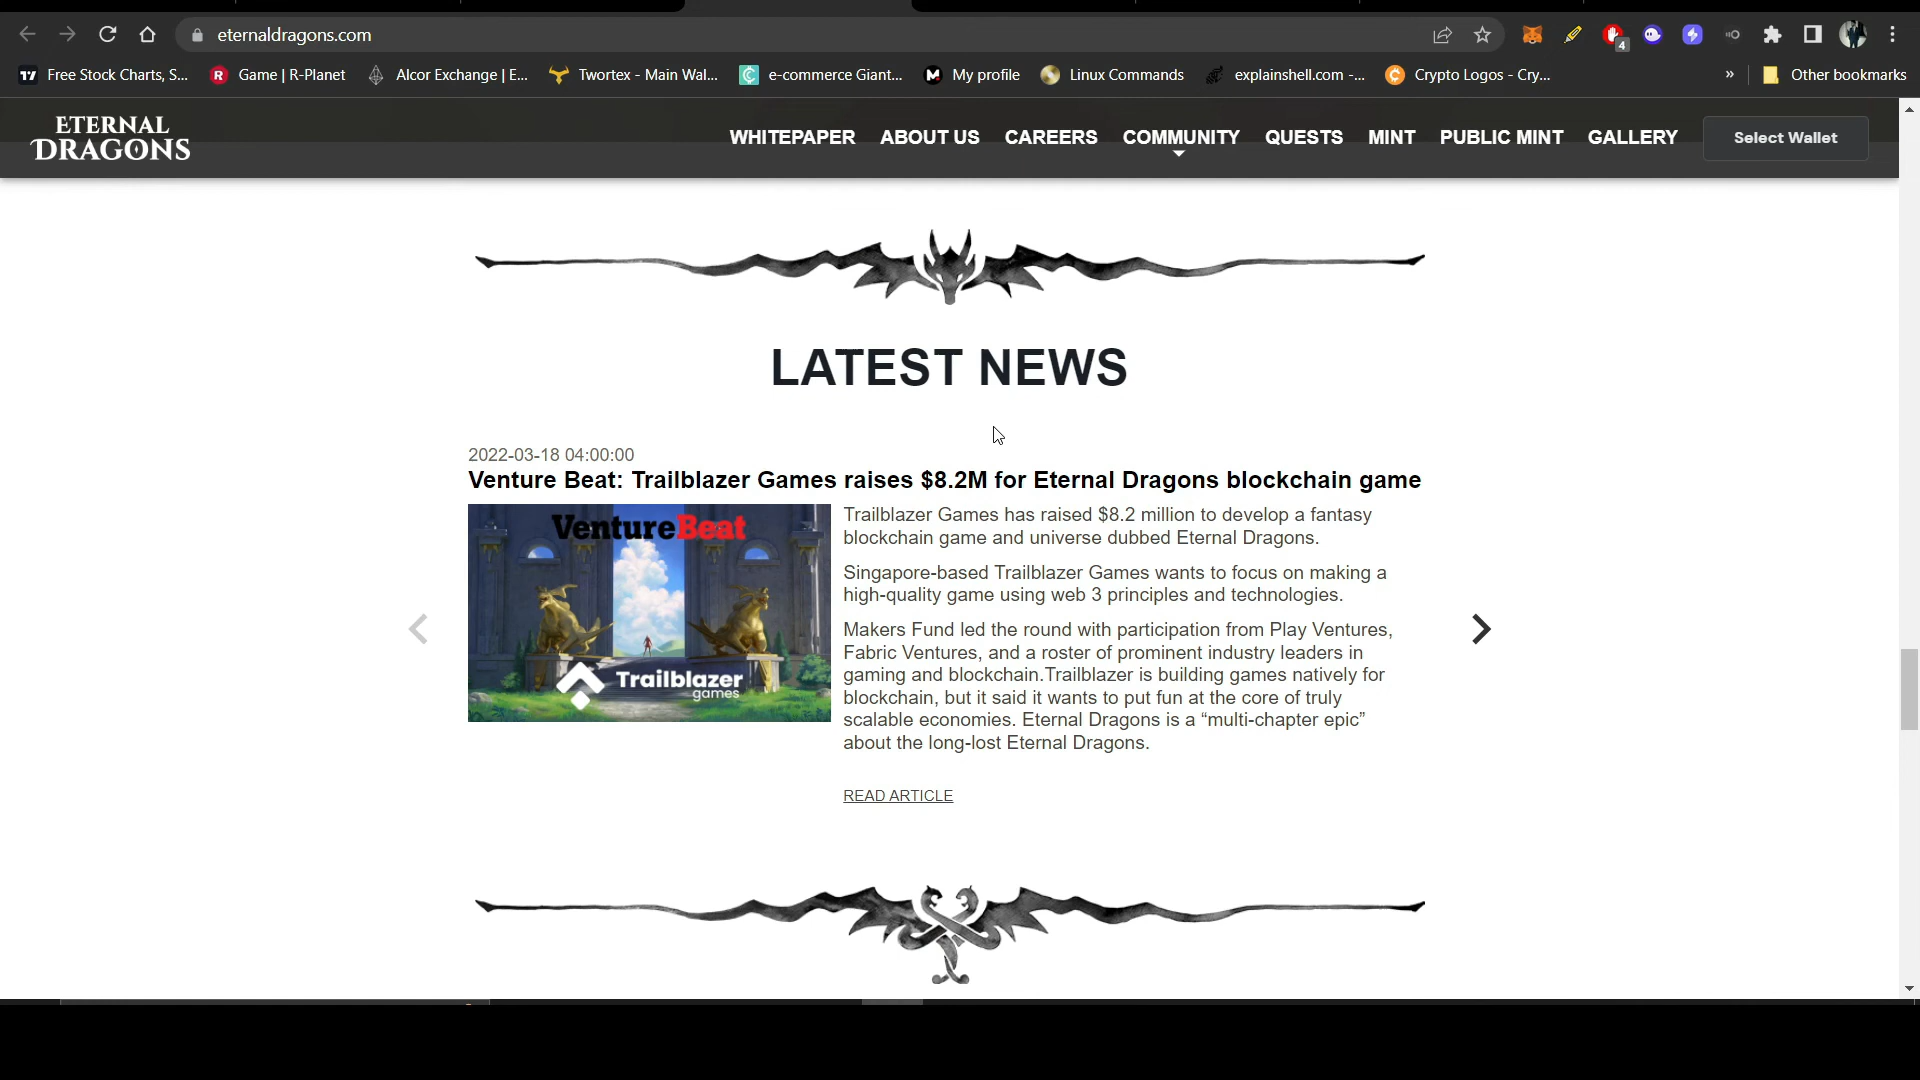 eternaldragons.com
4
Free Stock Charts, S...
Game | R-Planet
Alcor Exchange | E...
Twortex - Main Wal...
e-commerce Giant...
My profile
Linux Commands
explainshell.com -...
Crypto Logos - Cry...
»
Other bookmarks
ETERNAL
DRAGONS
WHITEPAPER
ABOUT US
CAREERS
COMMUNITY
QUESTS
MINT
PUBLIC MINT
GALLERY
Select Wallet
LATEST NEWS
2022-03-18 04:00:00
Venture Beat: Trailblazer Games raises $8.2M for Eternal Dragons blockchain game
VentureBeat
Trailblazer
games
Trailblazer Games has raised $8.2 million to develop a fantasy
blockchain game and universe dubbed Eternal Dragons.
Singapore-based Trailblazer Games wants to focus on making a
high-quality game using web 3 principles and technologies.
Makers Fund led the round with participation from Play Ventures,
Fabric Ventures, and a roster of prominent industry leaders in
gaming and blockchain.Trailblazer is building games natively for
blockchain, but it said it wants to put fun at the core of truly
scalable economies. Eternal Dragons is a “multi-chapter epic”
about the long-lost Eternal Dragons.
READ ARTICLE